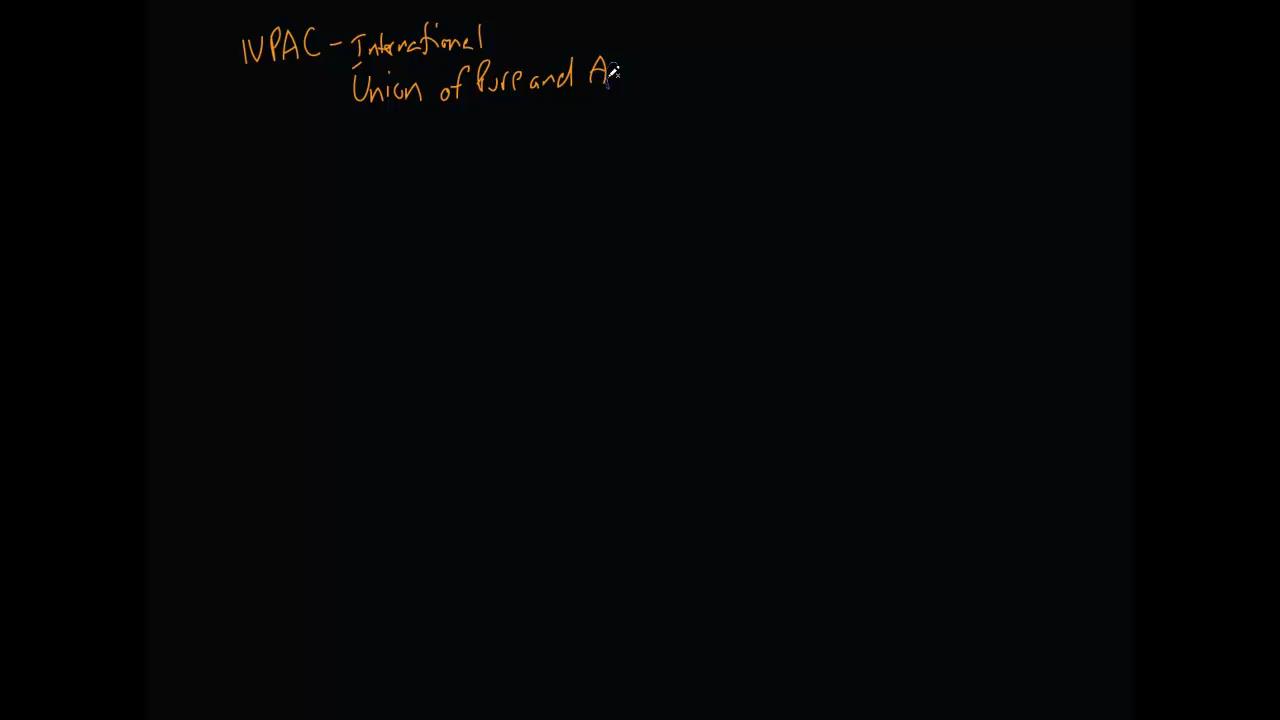 IUPAC - International
Union of Pure and A